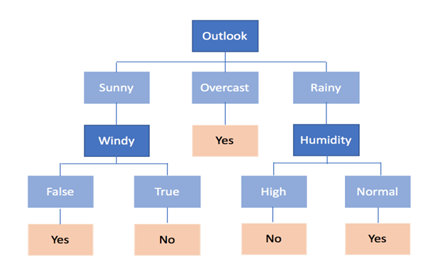 Outlook
Sunny Overcast Rainy
Windy Yes Humidity
False True High Normal
Yes No No Yes